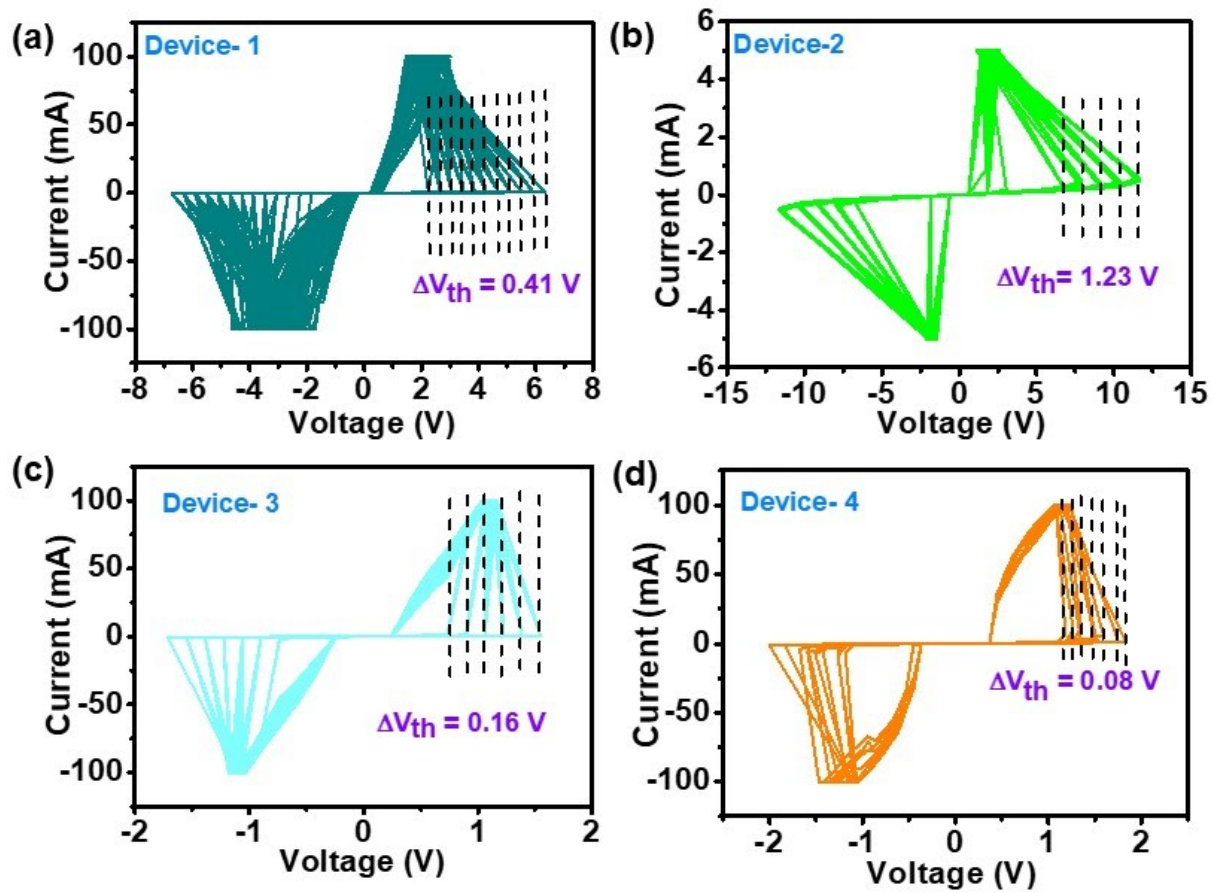 (a)
Device- 1
100
50
0
-50
-100
Current (mA)
ΔVth = 0.41 V
-8 -6 -4 -2 0 2 4 6 8
Voltage (V)
(b)
Device-2
6
4
2
0
-2
-4
-6
Current (mA)
ΔVth= 1.23 V
-15 -10 -5 0 5 10 15
Voltage (V)
(c)
Device- 3
100
50
0
-50
-100
Current (mA)
ΔVth = 0.16 V
-2 -1 0 1 2
Voltage (V)
(d)
Device- 4
100
50
0
-50
-100
Current (mA)
ΔVth = 0.08 V
-2 -1 0 1 2
Voltage (V)